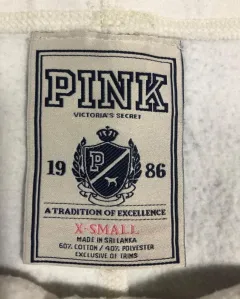 PINK
VICTORIA'S SECRET
19 P 86
A TRADITION OF EXCELLENCE
X-SMALL
MADE IN SRI LANKA
60% COTTON / 40% POLYESTER
EXCLUSIVE OF TRIMS